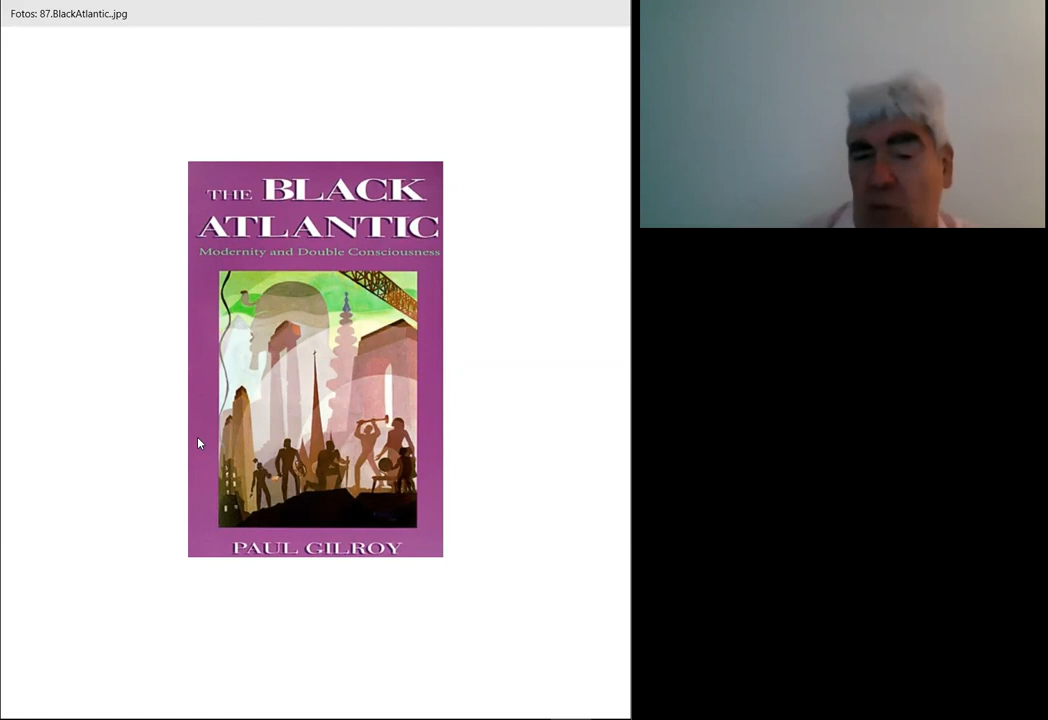 Fotos: 87.BlackAtlantic..jpg
THE BLACK
ATLANTIC
Modernity and Double Consciousness
PAUL GILROY